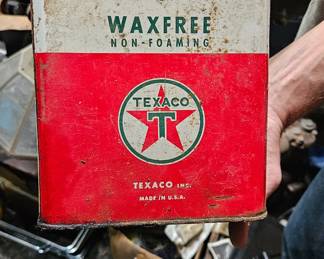 WAXFREE
NON-FOAMING
TEXACO
T
TEXACO INC.
MADE IN U.S.A.